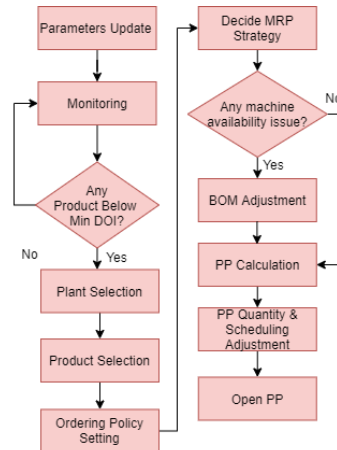 Parameters Update
Monitoring
Any
Product Below
Min DOI?
No
Yes
Plant Selection
Product Selection
Ordering Policy
Setting
Decide MRP
Strategy
Any machine
availability issue?
No
Yes
BOM Adjustment
PP Calculation
PP Quantity &
Scheduling
Adjustment
Open PP